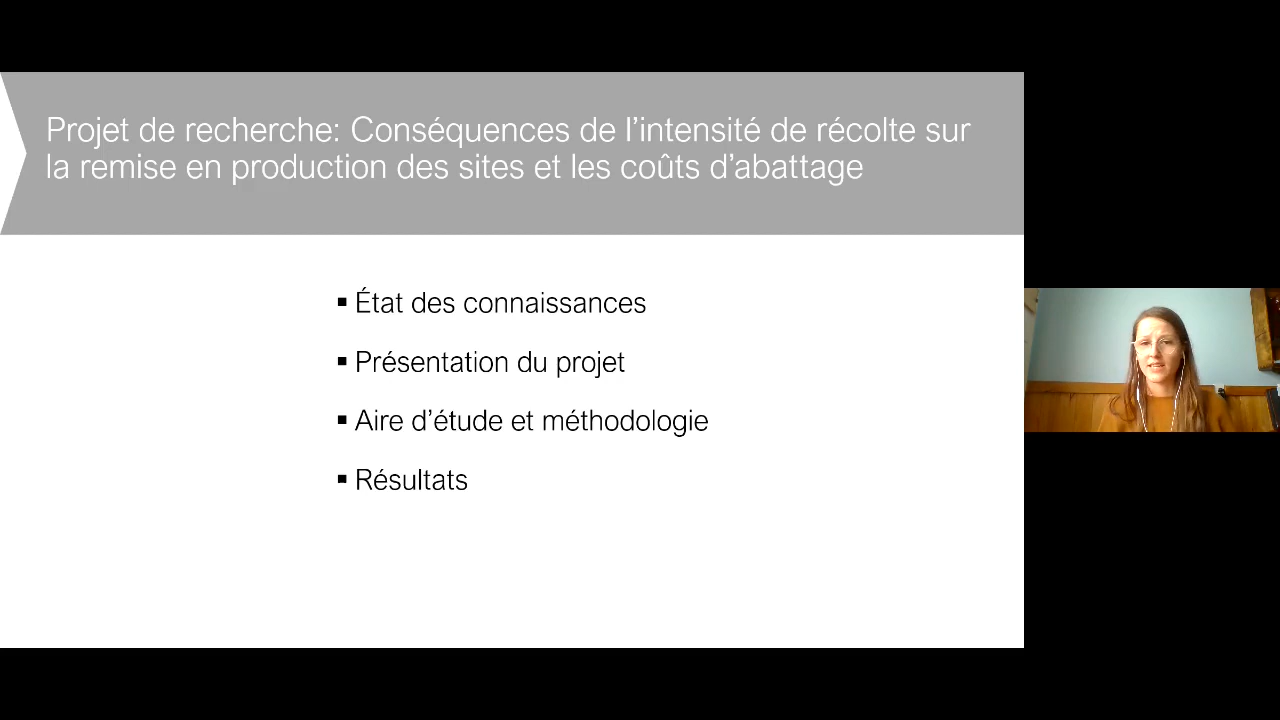 Projet de recherche: Conséquences de l’intensité de récolte sur
la remise en production des sites et les coûts d’abattage
▪ État des connaissances
▪ Présentation du projet
▪ Aire d’étude et méthodologie
▪ Résultats